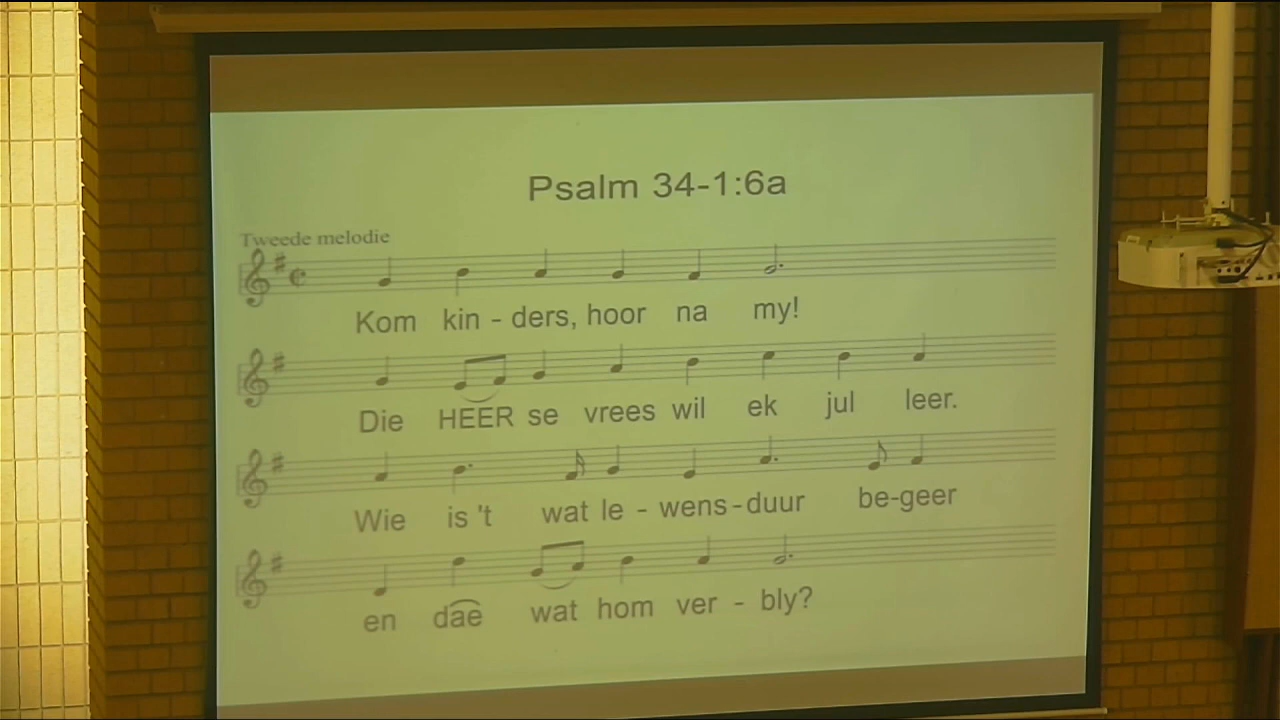 Psalm 34-1:6a
Tweede melodie
Kom kin - ders, hoor na my!
Die HEER se vrees wil ek jul leer.
Wie is 't wat le - wens - duur be-geer
en dae wat hom ver - bly?